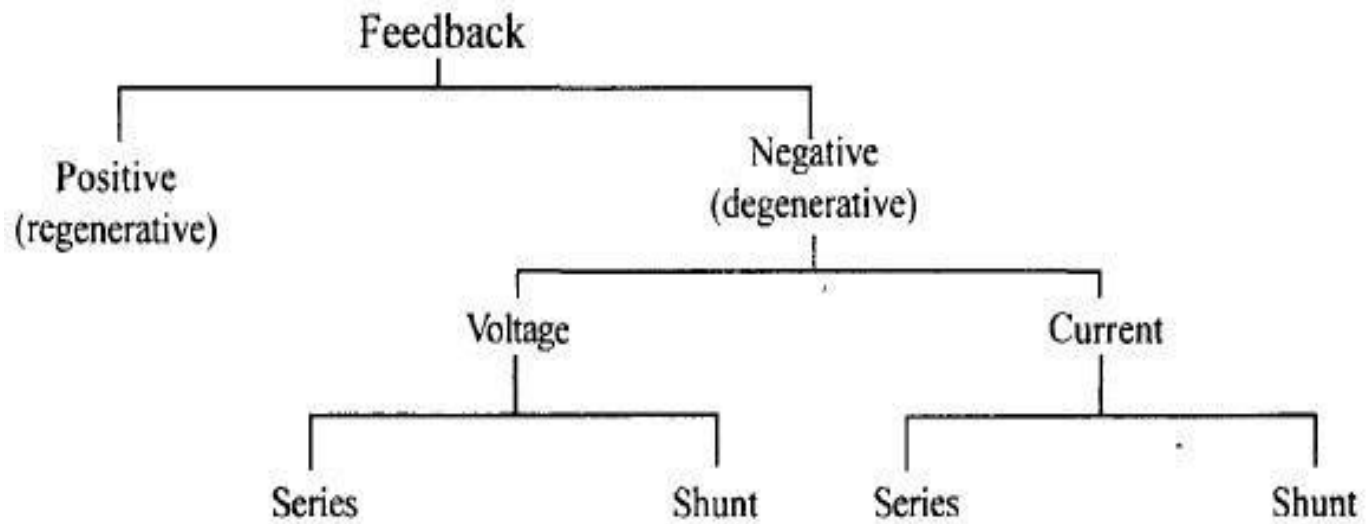 Feedback
Positive
(regenerative)
Negative
(degenerative)
Voltage
Current
Series
Shunt
Series
Shunt